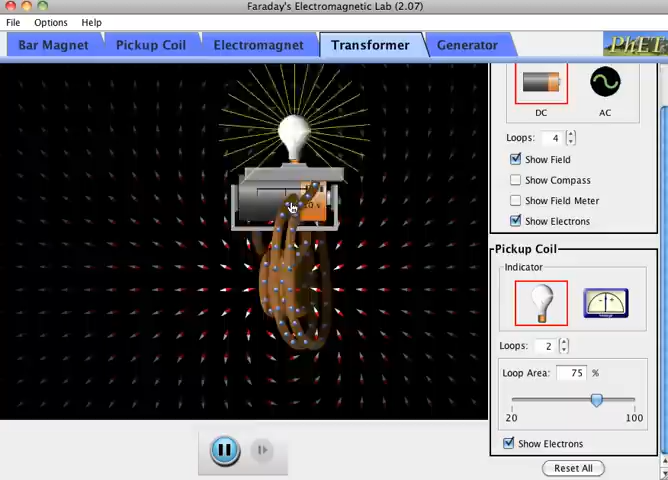 Faraday's Electromagnetic Lab (2.07)
File Options Help
Bar Magnet Pickup Coil Electromagnet Transformer Generator
PhET
DC AC
Loops: 4
Show Field
Show Compass
Show Field Meter
Show Electrons
Pickup Coil
Indicator
Loops: 2
Loop Area: 75 %
20 100
Show Electrons
Reset All